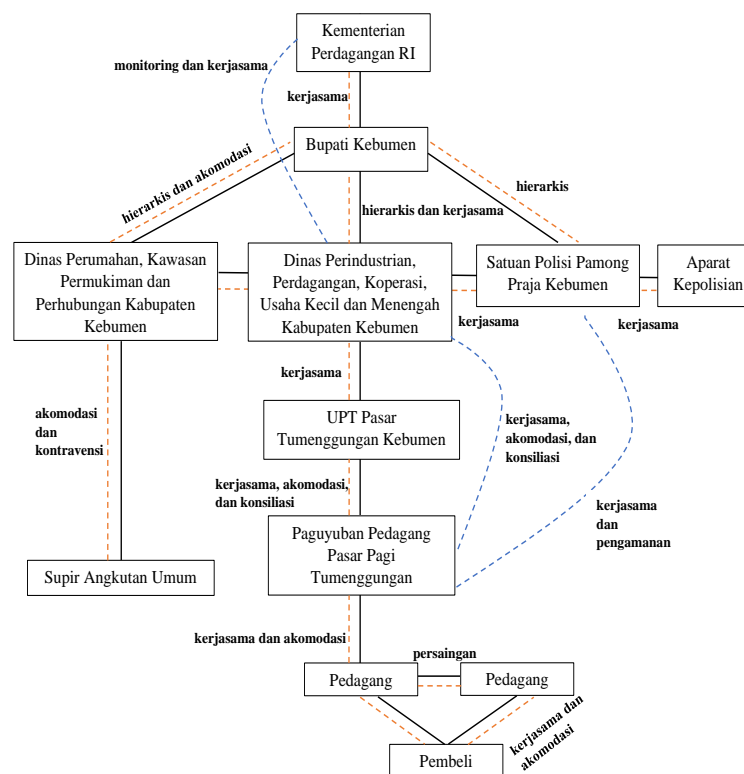 Kementerian
Perdagangan RI
monitoring dan kerjasama
kerjasama
Bupati Kebumen
hierarkis dan akomodasi
hierarkis
hierarkis dan kerjasama
Dinas Perumahan, Kawasan
Permukiman dan
Perhubungan Kabupaten
Kebumen
Dinas Perindustrian,
Perdagangan, Koperasi,
Usaha Kecil dan Menengah
Kabupaten Kebumen
Satuan Polisi Pamong
Praja Kebumen
Aparat
Kepolisian
kerjasama
kerjasama
kerjasama
akomodasi
dan
kontravensi
UPT Pasar
Tumenggungan Kebumen
kerjasama,
akomodasi, dan
konsiliasi
kerjasama, akomodasi,
dan konsiliasi
kerjasama
dan
pengamanan
Paguyuban Pedagang
Pasar Pagi
Tumenggungan
Supir Angkutan Umum
kerjasama dan akomodasi
persaingan
Pedagang
Pedagang
kerjasama dan
akomodasi
Pembeli